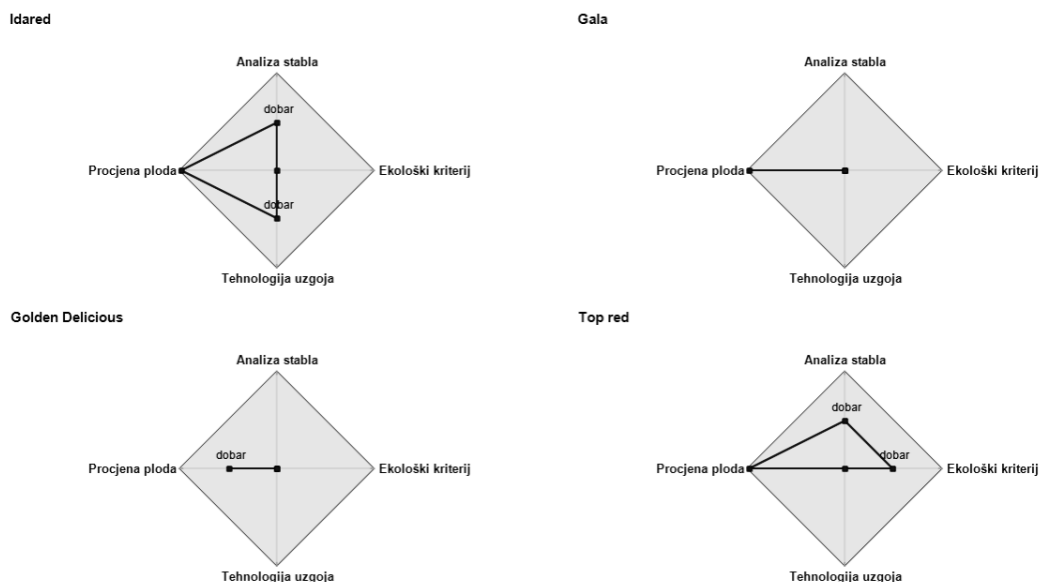 Idared
Gala
Analiza stabla
Analiza stabla
dobar
Procjena ploda
Ekološki kriterij
Procjena ploda
Ekološki kriterij
dobar
Tehnologija uzgoja
Tehnologija uzgoja
Golden Delicious
Top red
Analiza stabla
Analiza stabla
dobar
dobar
dobar
Procjena ploda
Ekološki kriterij
Procjena ploda
Ekološki kriterij
Tehnologija uzgoja
Tehnologija uzgoja